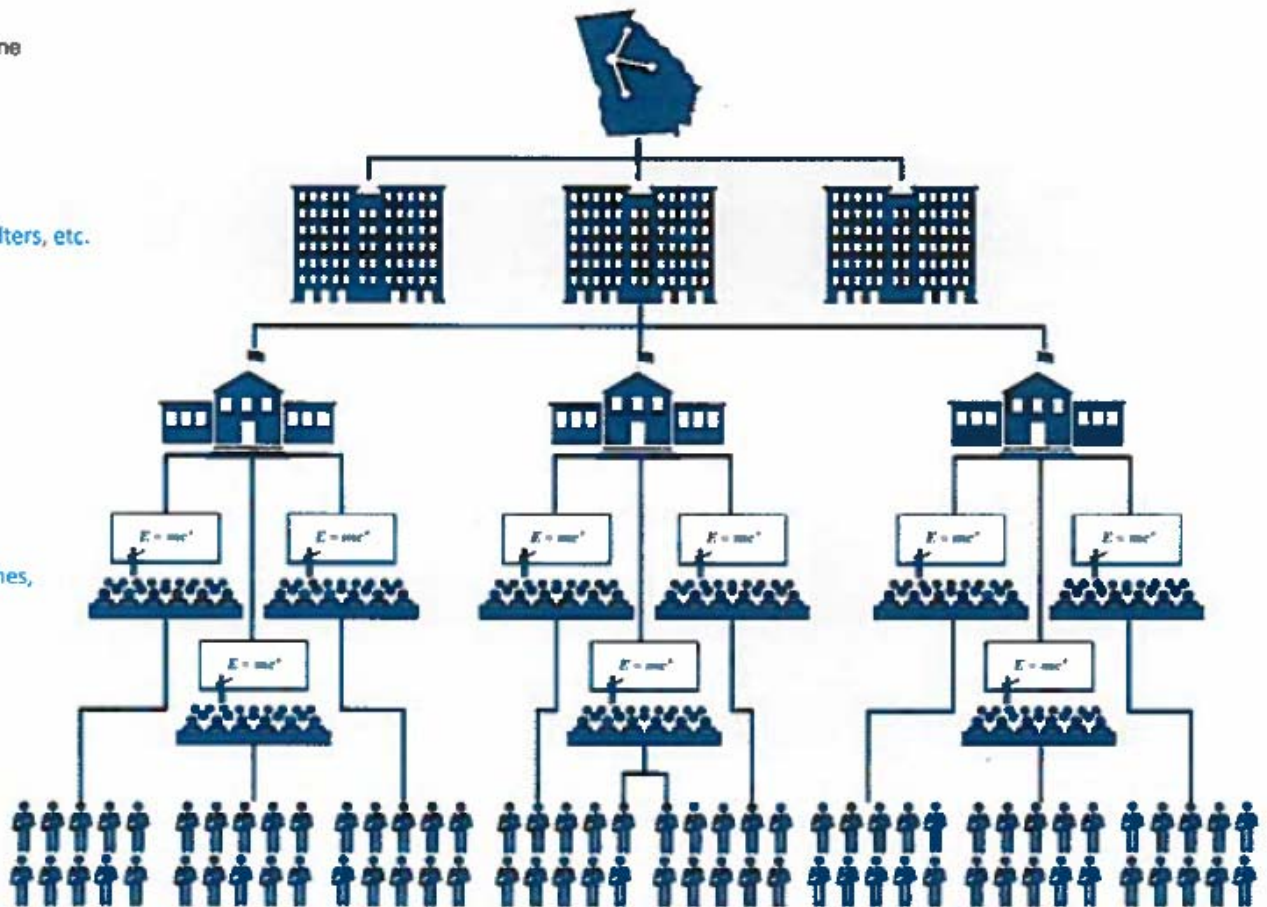 ne
lters, etc.
nes,
E = mc²
E = mc²
E = mc²
E = mc²
E = mc²
E = mc²
E = mc²
E = mc²
E = mc²